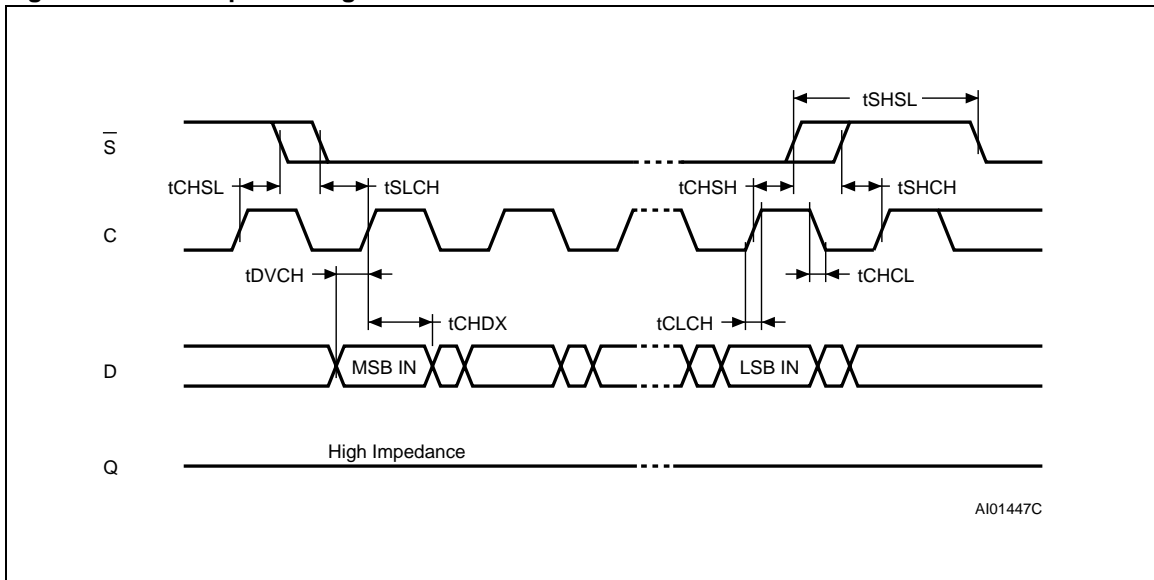 tSHSL
S
tCHSL
tSLCH
tCHSH
tSHCH
C
tDVCH
tCHCL
tCHDX
tCLCH
D
MSB IN
LSB IN
High Impedance
Q
AI01447C